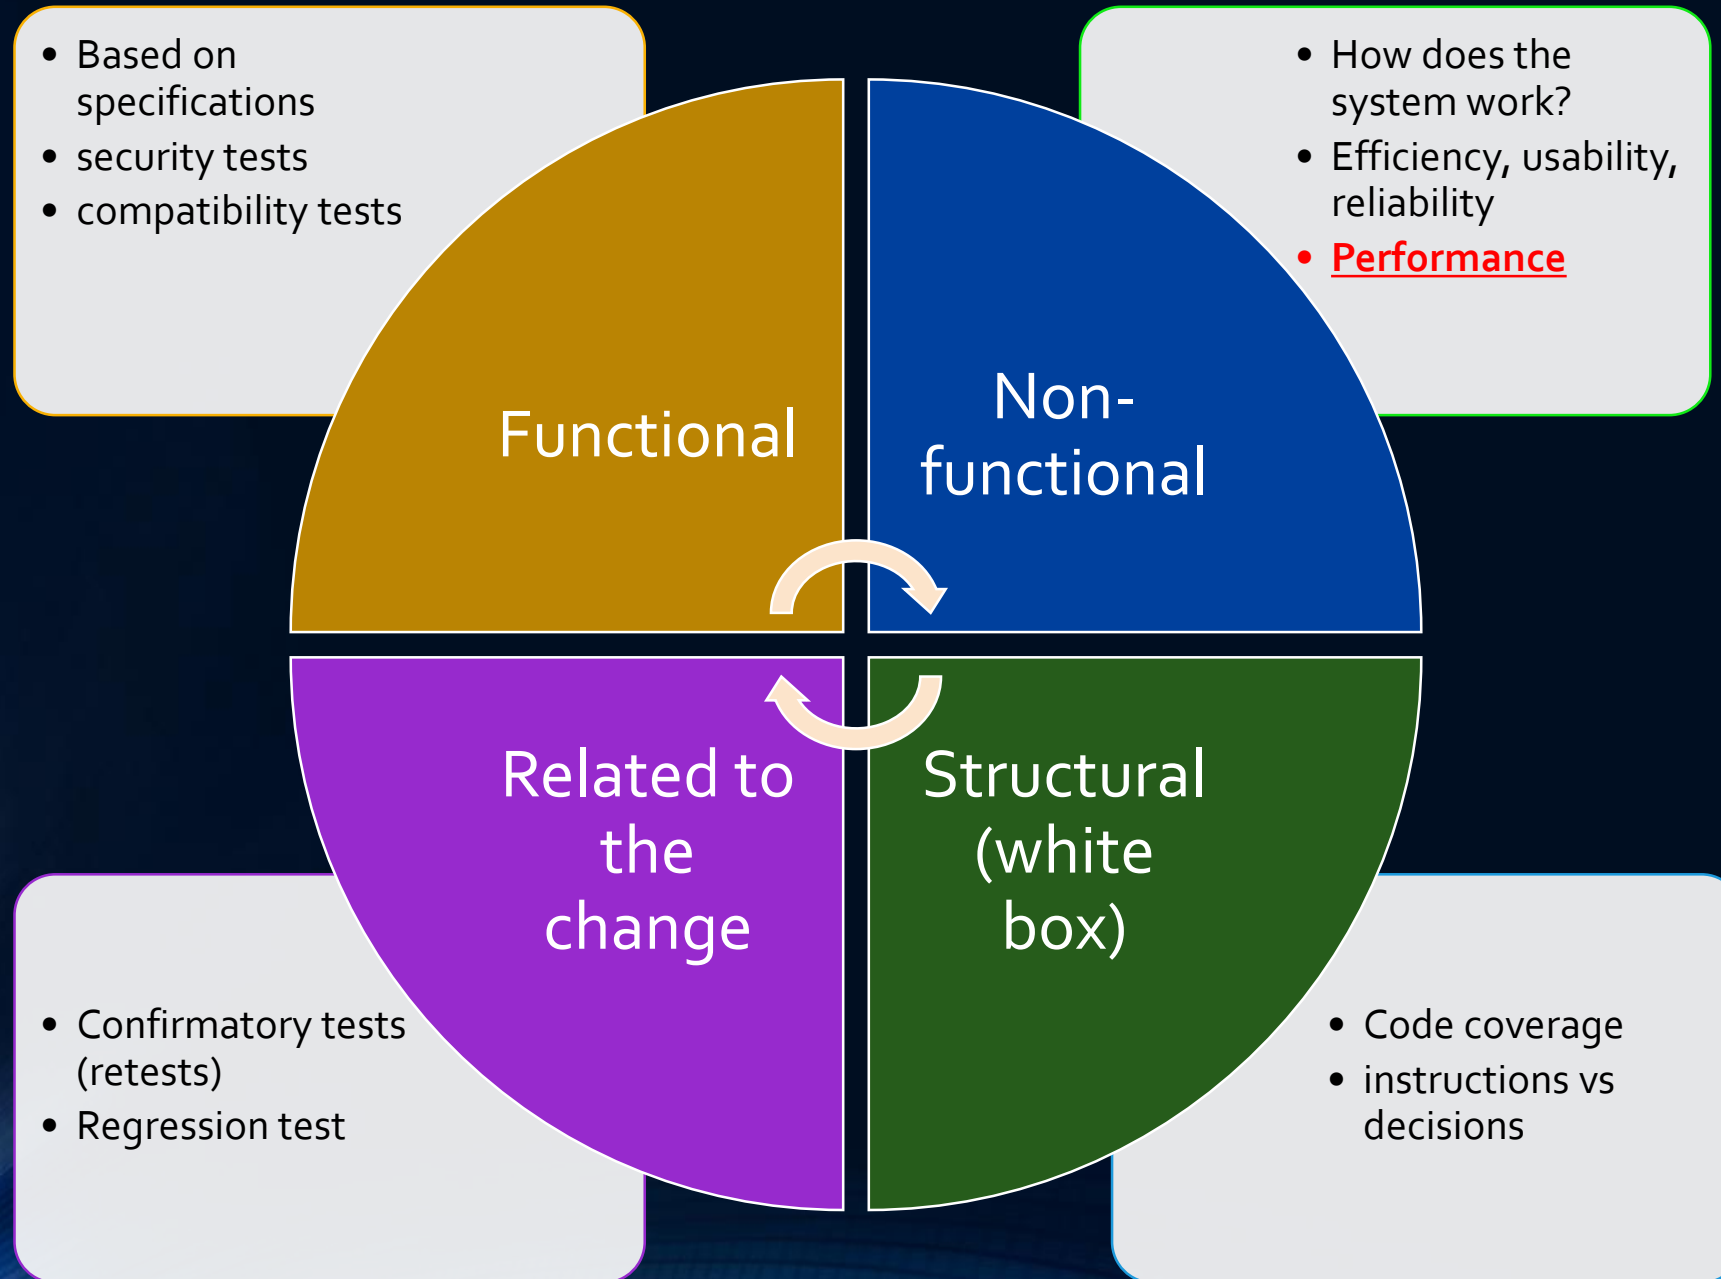 • Based on
specifications
• security tests
• compatibility tests
• How does the
system work?
• Efficiency, usability,
reliability
• Performance
Functional
Non-
functional
Related to
the
change
Structural
(white
box)
• Confirmatory tests
(retests)
• Regression test
• Code coverage
• instructions vs
decisions